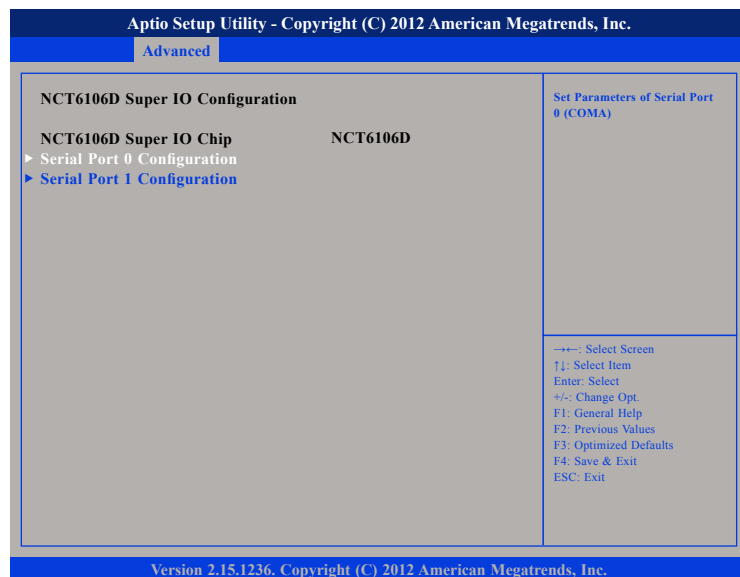 Aptio Setup Utility - Copyright (C) 2012 American Megatrends, Inc.
Advanced
NCT6106D Super IO Configuration
NCT6106D Super IO Chip NCT6106D
► Serial Port 0 Configuration
► Serial Port 1 Configuration
Set Parameters of Serial Port
0 (COMA)
→←: Select Screen
↑↓: Select Item
Enter: Select
+/-: Change Opt.
F1: General Help
F2: Previous Values
F3: Optimized Defaults
F4: Save & Exit
ESC: Exit
Version 2.15.1236. Copyright (C) 2012 American Megatrends, Inc.